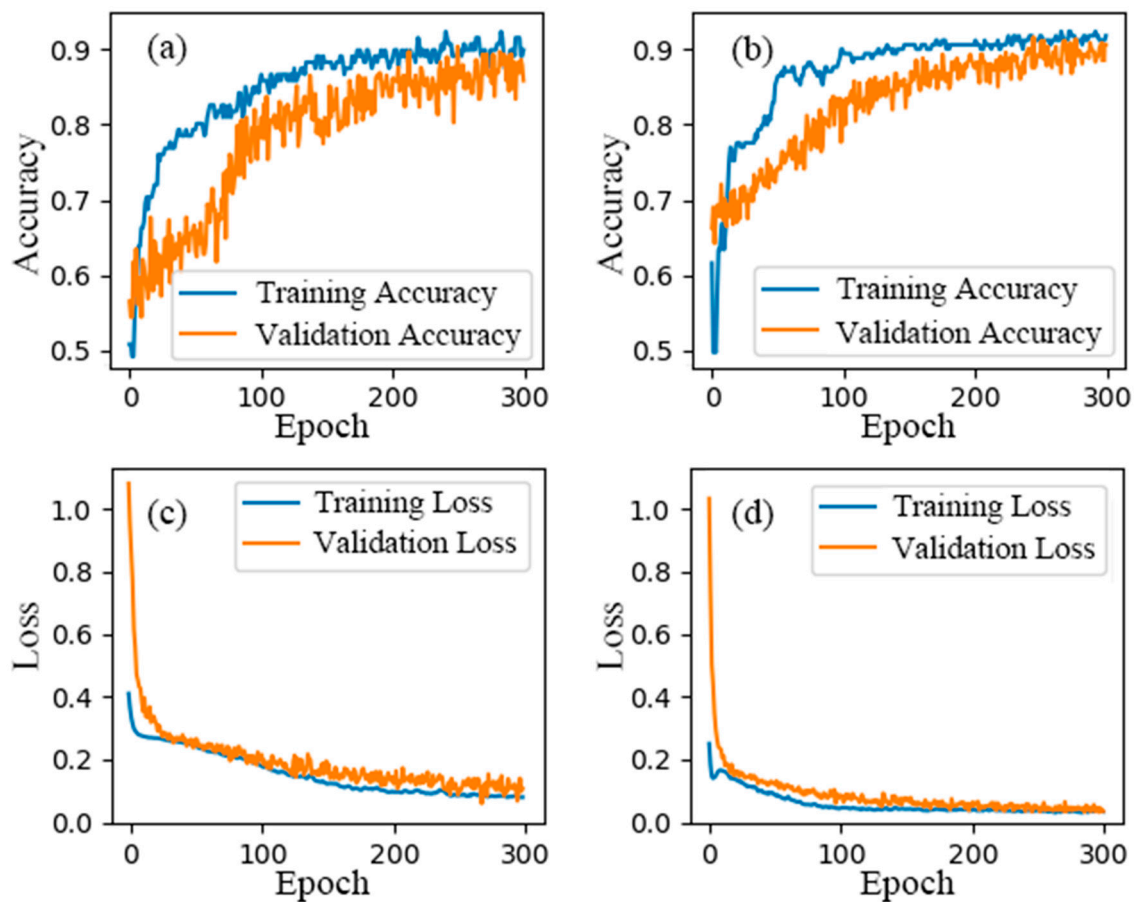 (a)
0.9
0.8
0.7
0.6
0.5
Accuracy
Training Accuracy
Validation Accuracy
0
100
200
300
Epoch
(b)
0.9
0.8
0.7
0.6
0.5
Accuracy
Training Accuracy
Validation Accuracy
0
100
200
300
Epoch
(c)
1.0
0.8
0.6
0.4
0.2
0.0
Loss
Training Loss
Validation Loss
0
100
200
300
Epoch
(d)
1.0
0.8
0.6
0.4
0.2
0.0
Loss
Training Loss
Validation Loss
0
100
200
300
Epoch